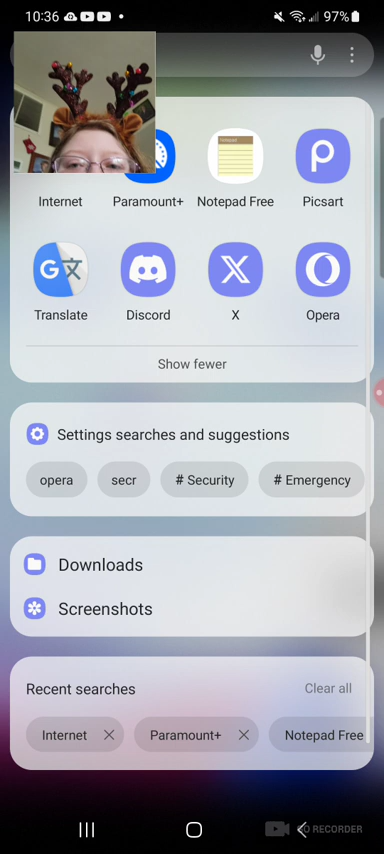 10:36 97%
Internet Paramount+ Notepad Free Picsart
Translate Discord X Opera
Show fewer
Settings searches and suggestions
opera secr # Security # Emergency
Downloads
Screenshots
Recent searches Clear all
Internet Paramount+ Notepad Free
GO RECORDER